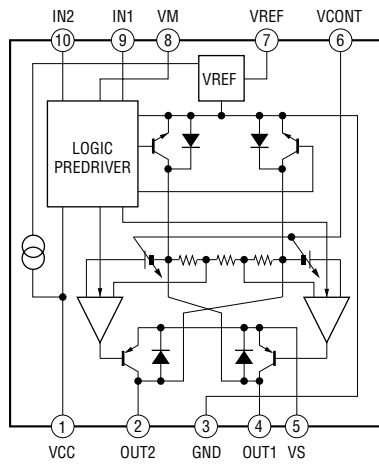 IN2 IN1 VM VREF VCONT
10 9 8 7 6
VREF
LOGIC
PREDRIVER
1 2 3 4 5
VCC OUT2 GND OUT1 VS